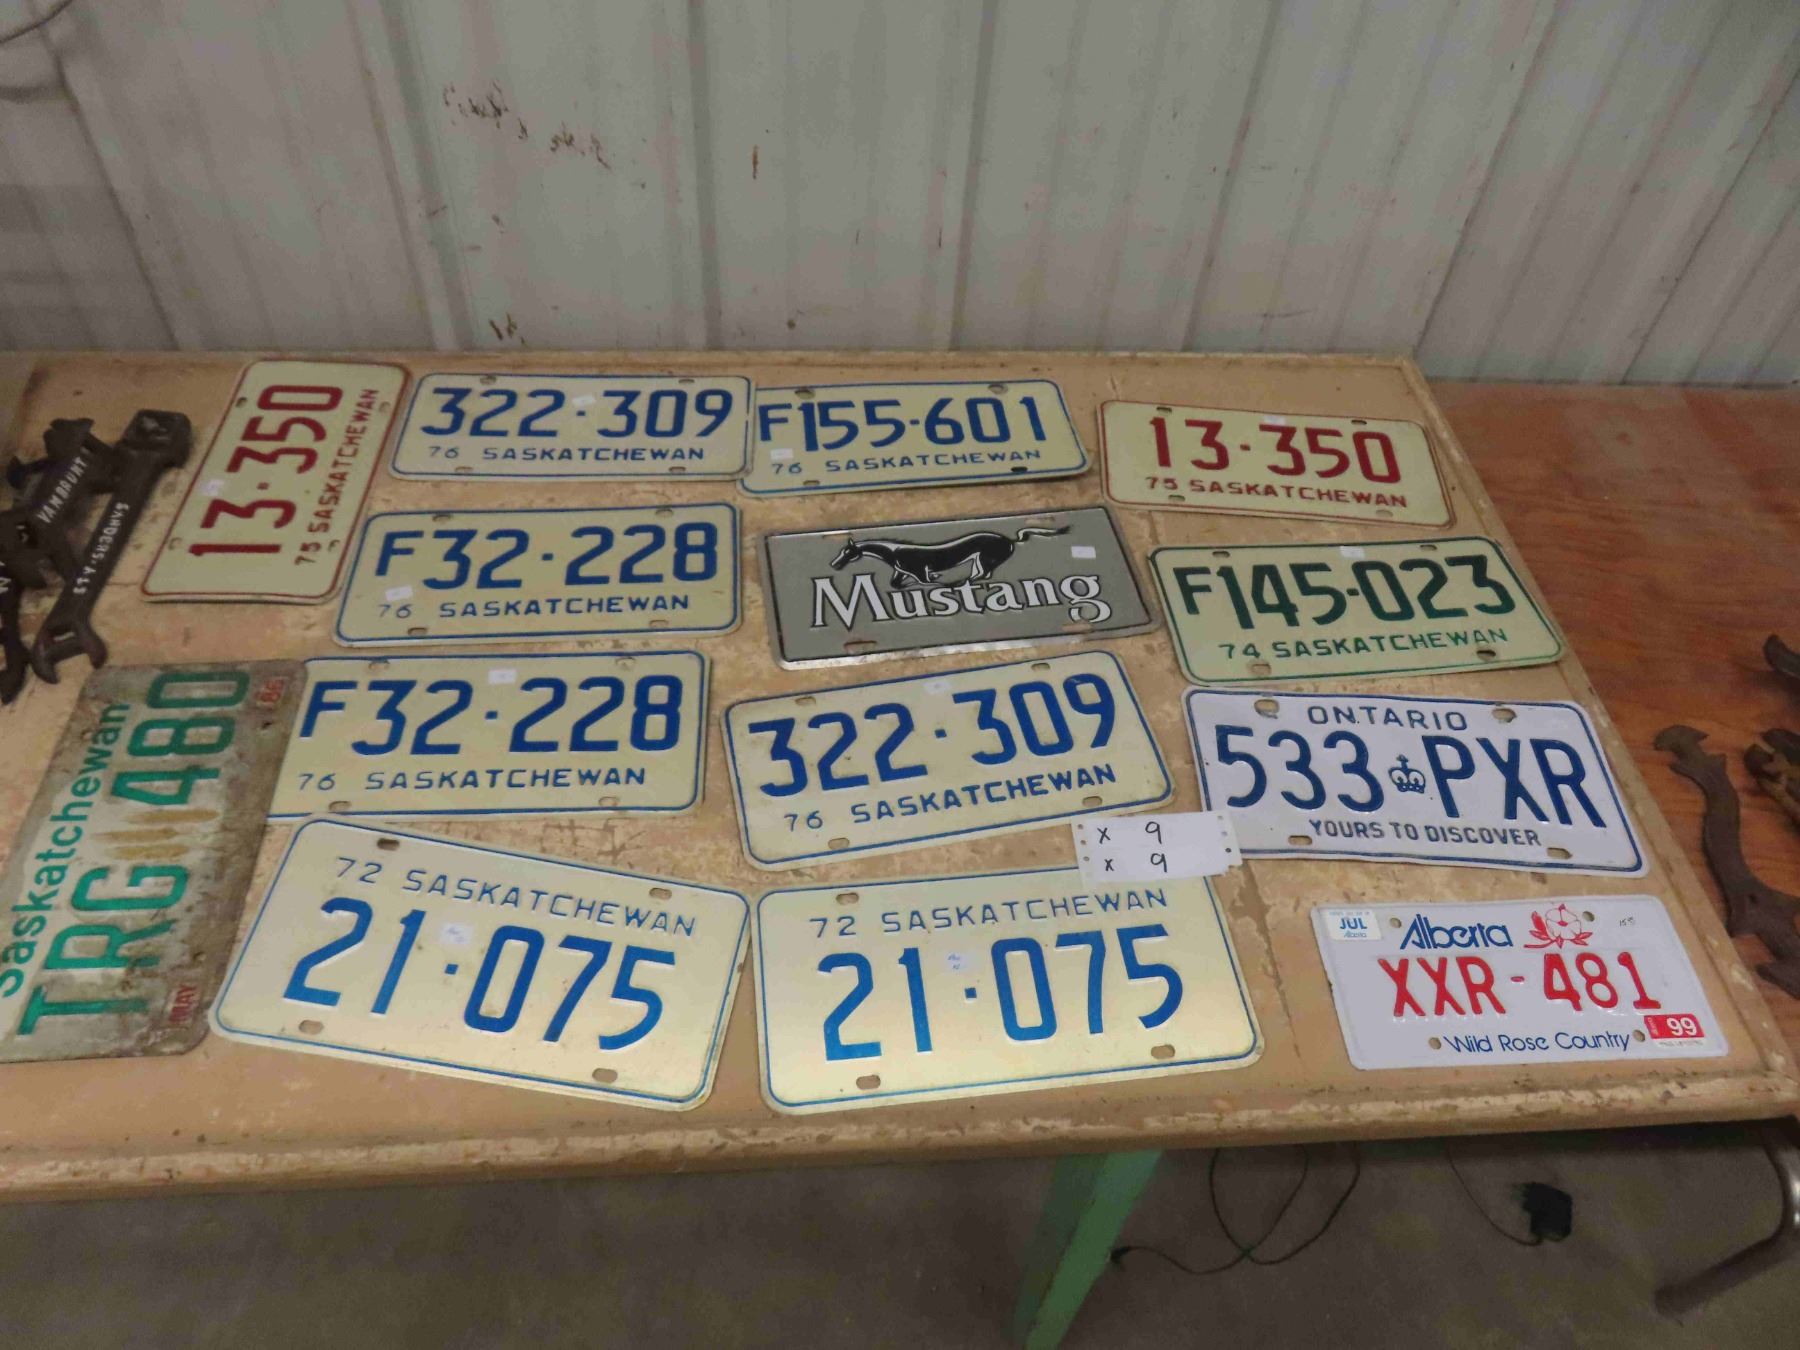 13·350
75 SASKATCHEWAN
322·309
76 SASKATCHEWAN
F155-601
76 SASKATCHEWAN
13·350
75 SASKATCHEWAN
VANBRUNT
F32·228
76 SASKATCHEWAN
Mustang
F145·023
74 SASKATCHEWAN
Saskatchewan
TRG 480
MAY
86
F32·228
76 SASKATCHEWAN
322·309
76 SASKATCHEWAN
ONTARIO
533 PXR
YOURS TO DISCOVER
x 9
x 9
72 SASKATCHEWAN
21·075
72 SASKATCHEWAN
21·075
JUL
Alberta
Alberta
XXR-481
Wild Rose Country
99